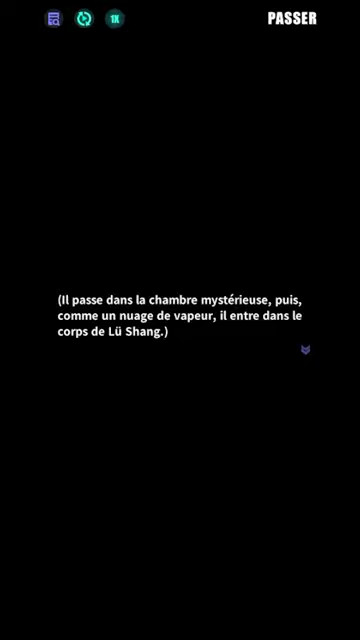 1X
PASSER
(Il passe dans la chambre mystérieuse, puis,
comme un nuage de vapeur, il entre dans le
corps de Lü Shang.)